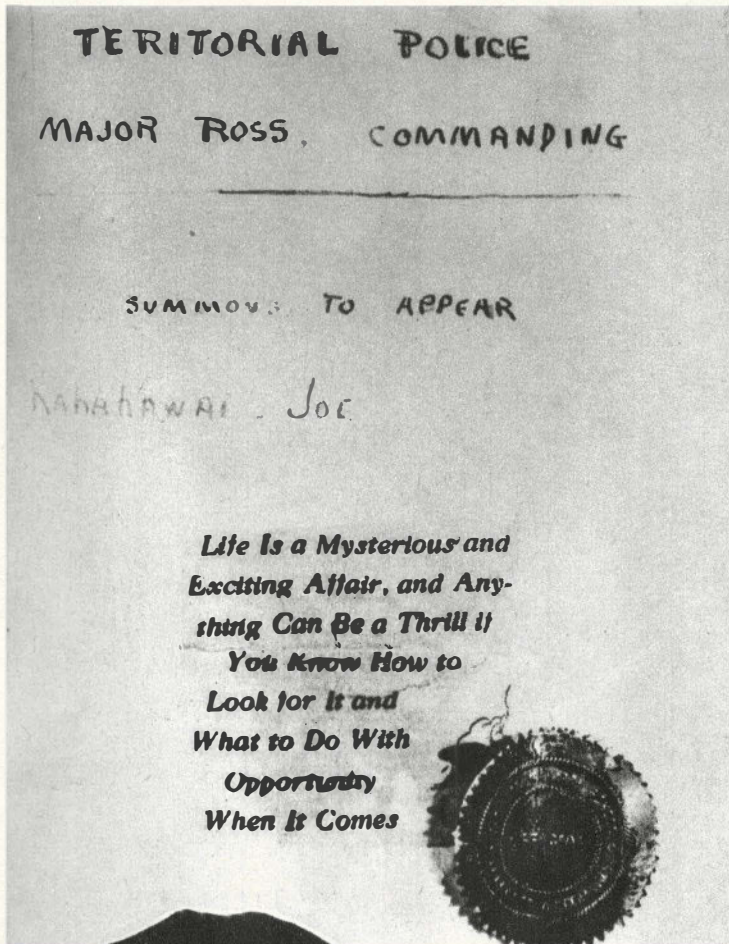 TERITORIAL POLICE
MAJOR ROSS, COMMANDING
SUMMONS TO APPEAR
KAHAHAWAI - JOE
Life Is a Mysterious and
Exciting Affair, and Any-
thing Can Be a Thrill if
You Know How to
Look for It and
What to Do With
Opportunity
When It Comes